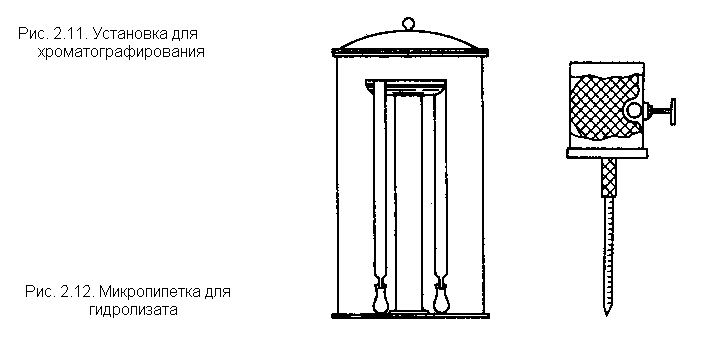 Рис. 2.11. Установка для
хроматографирования
Рис. 2.12. Микропипетка для
гидролизата